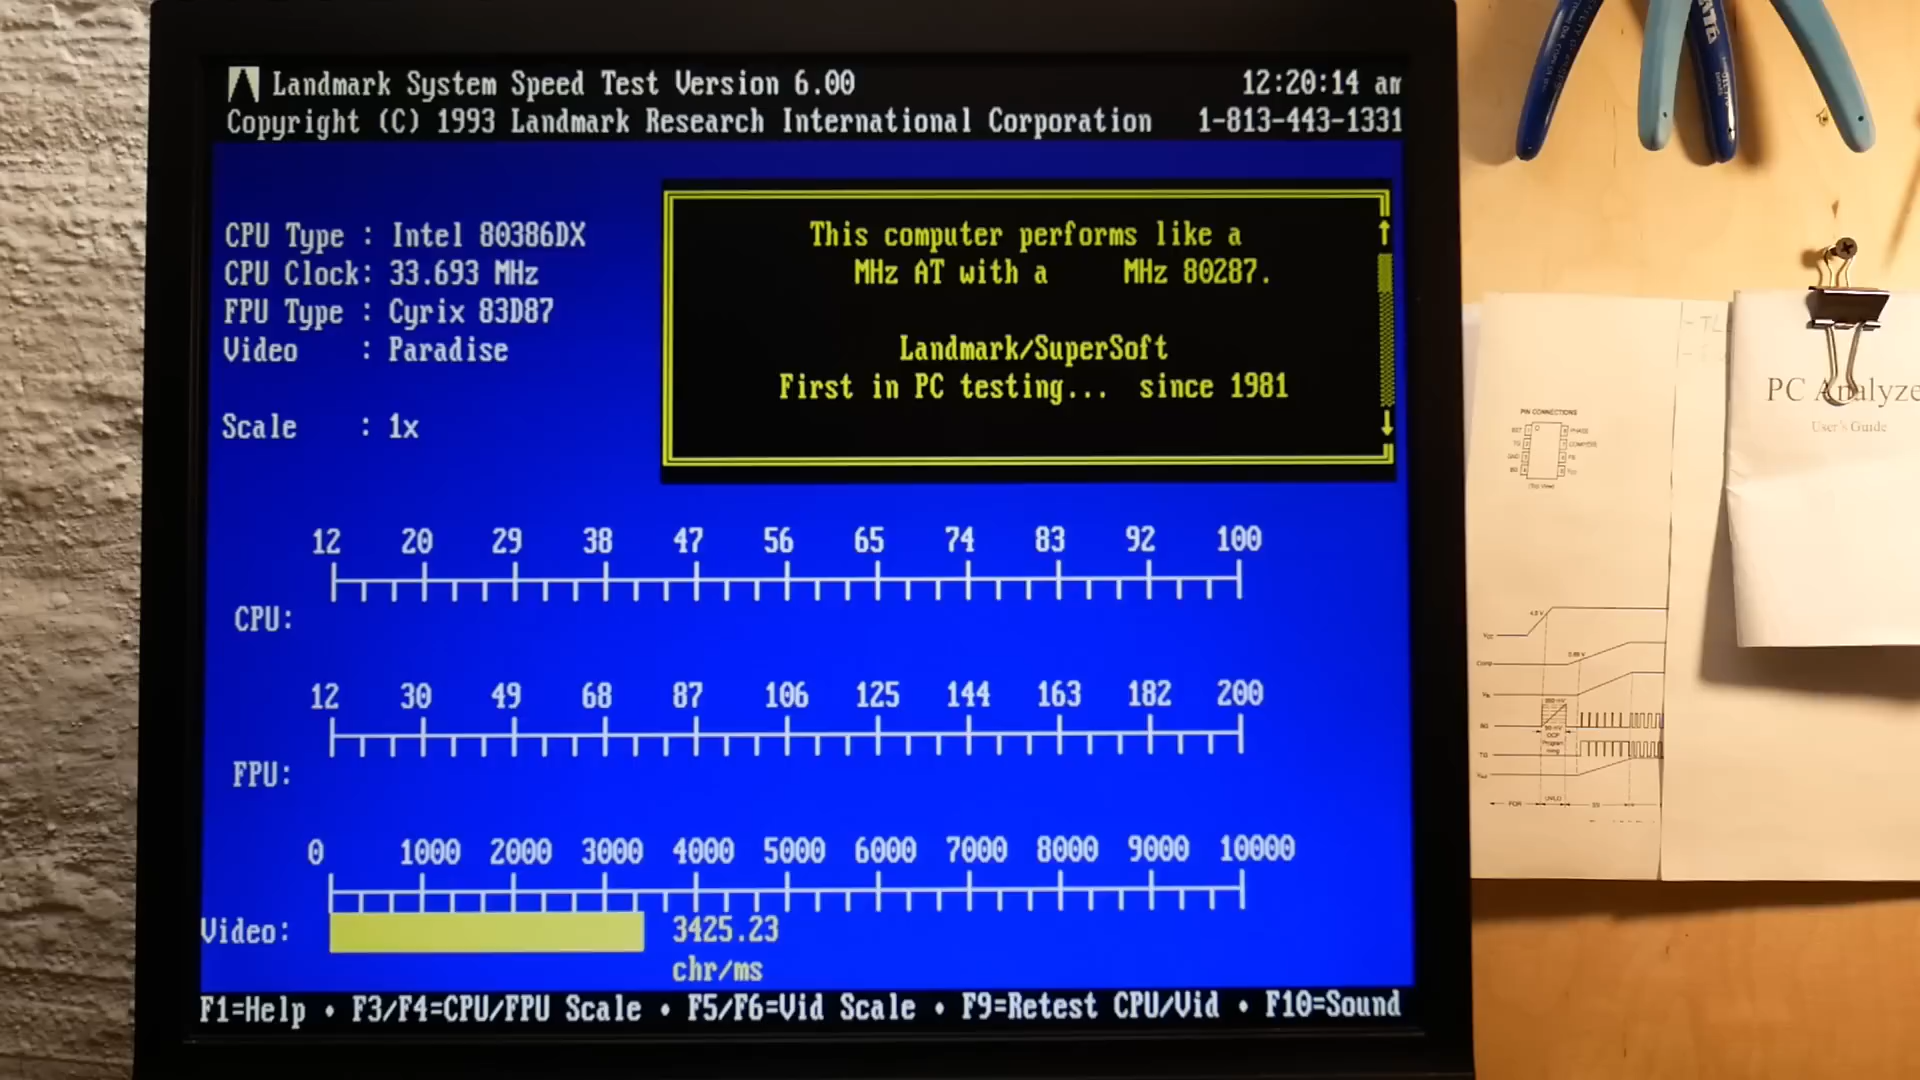 Landmark System Speed Test Version 6.00 12:20:14 am
Copyright (C) 1993 Landmark Research International Corporation 1-813-443-1331
CPU Type : Intel 80386DX
CPU Clock: 33.693 MHz
FPU Type : Cyrix 83D87
Video : Paradise
Scale : 1x
This computer performs like a
MHz AT with a MHz 80287.
Landmark/SuperSoft
First in PC testing... since 1981
12 20 29 38 47 56 65 74 83 92 100
CPU:
12 30 49 68 87 106 125 144 163 182 200
FPU:
0 1000 2000 3000 4000 5000 6000 7000 8000 9000 10000
Video: 3425.23
chr/ms
F1=Help • F3/F4=CPU/FPU Scale • F5/F6=Vid Scale • F9=Retest CPU/Vid • F10=Sound
PC Analyze
User's Guide
PIN CONNECTIONS
PHASE
GND
(Top View)